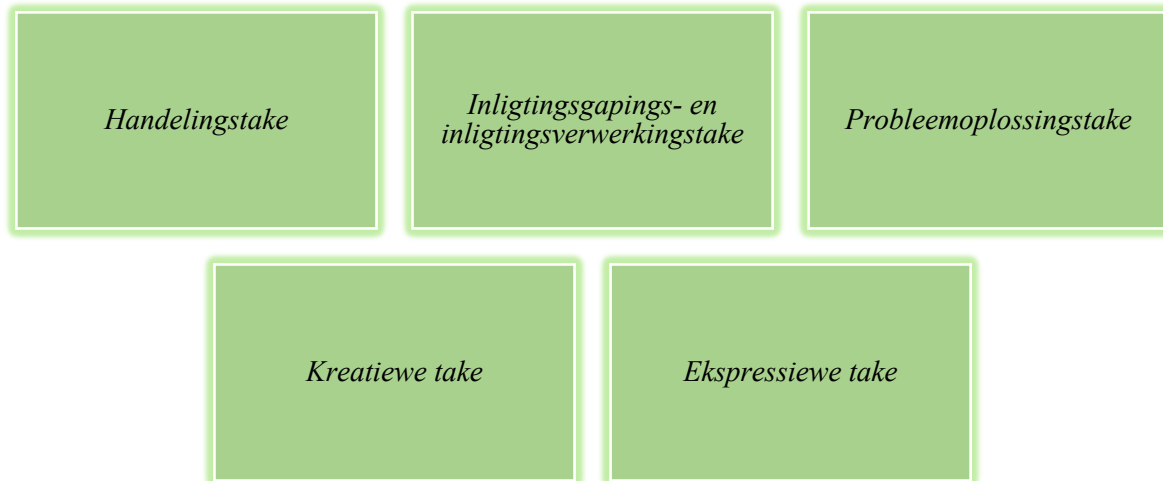 Handelingstake
Inligtingsgapings- en
inligtingsverwerkingstake
Probleemoplossingstake
Kreatiewe take
Ekspressiewe take